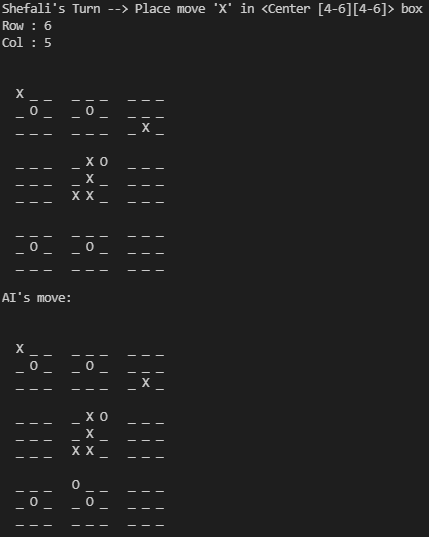 Shefali's Turn --> Place move 'X' in <Center [4-6][4-6]> box
Row : 6
Col : 5
X _ _  _ _ _  _ _ _
_ O _  _ O _  _ _ _
_ _ _  _ _ _  _ X _
_ _ _  _ X O  _ _ _
_ _ _  _ X _  _ _ _
_ _ _  X X _  _ _ _
_ _ _  _ _ _  _ _ _
_ O _  _ O _  _ _ _
_ _ _  _ _ _  _ _ _
AI's move:
X _ _  _ _ _  _ _ _
_ O _  _ O _  _ _ _
_ _ _  _ _ _  _ X _
_ _ _  _ X O  _ _ _
_ _ _  _ X _  _ _ _
_ _ _  X X _  _ _ _
_ _ _  O _ _  _ _ _
_ O _  _ O _  _ _ _
_ _ _  _ _ _  _ _ _